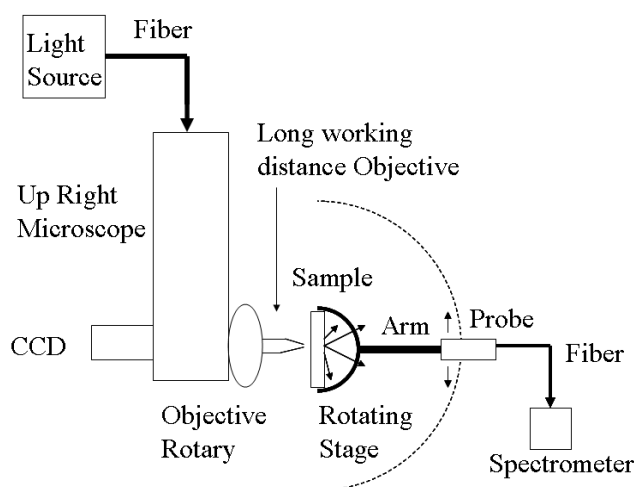 Light
Source
Fiber
Long working
distance Objective
Up Right
Microscope
Sample
CCD
Arm
Probe
Fiber
Objective
Rotary
Rotating
Stage
Spectrometer